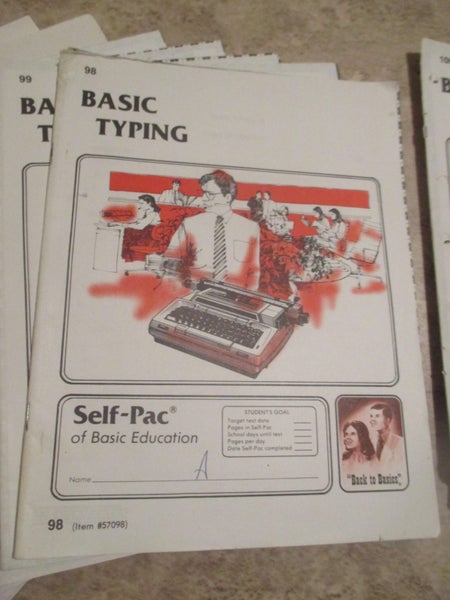 98
BASIC
TYPING
Self-Pac®
of Basic Education
STUDENT'S GOAL
Target test date
Pages in Self-Pac
School days until test
Pages per day
Date Self-Pac completed
Name
A
"Back to Basics"
98 (Item #57098)
99
BA
T
10
B